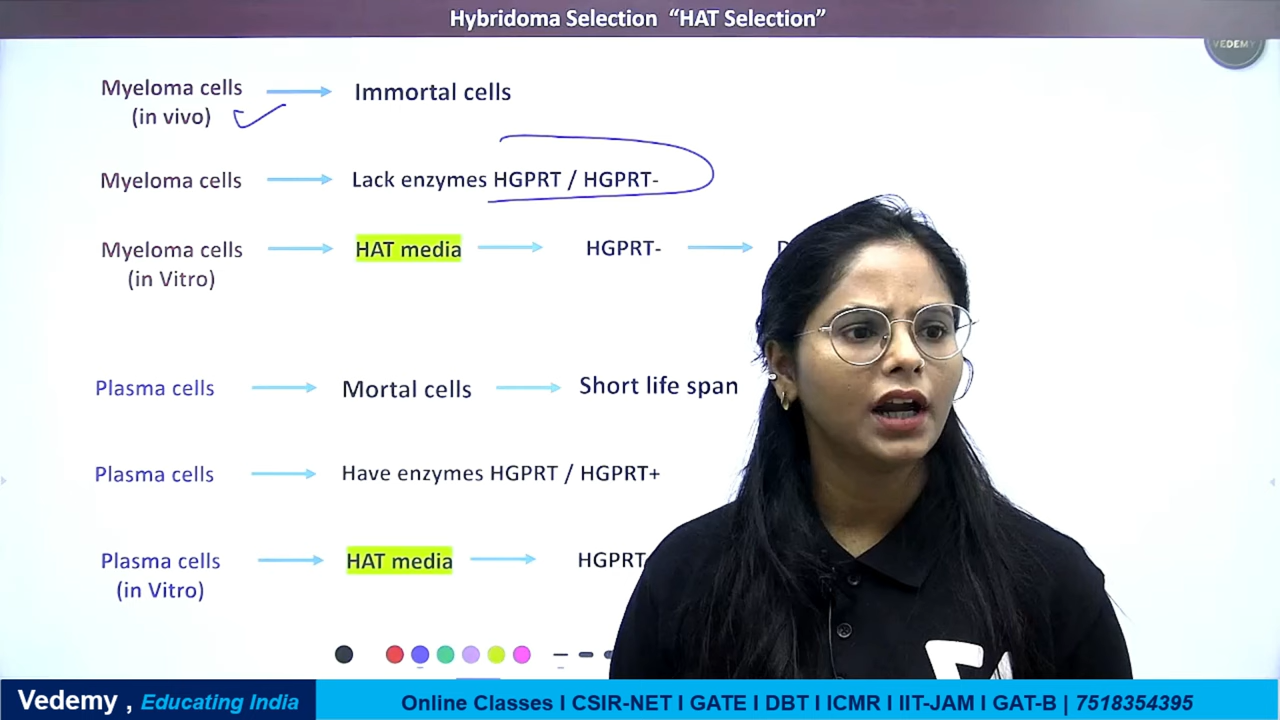 Hybridoma Selection “HAT Selection”
VEDEMY
Myeloma cells → Immortal cells
(in vivo)
Myeloma cells → Lack enzymes HGPRT / HGPRT-
Myeloma cells → HAT media → HGPRT- →
(in Vitro)
Plasma cells → Mortal cells → Short life span
Plasma cells → Have enzymes HGPRT / HGPRT+
Plasma cells → HAT media → HGPRT
(in Vitro)
Vedemy , Educating India
Online Classes I CSIR-NET I GATE I DBT I ICMR I IIT-JAM I GAT-B | 7518354395